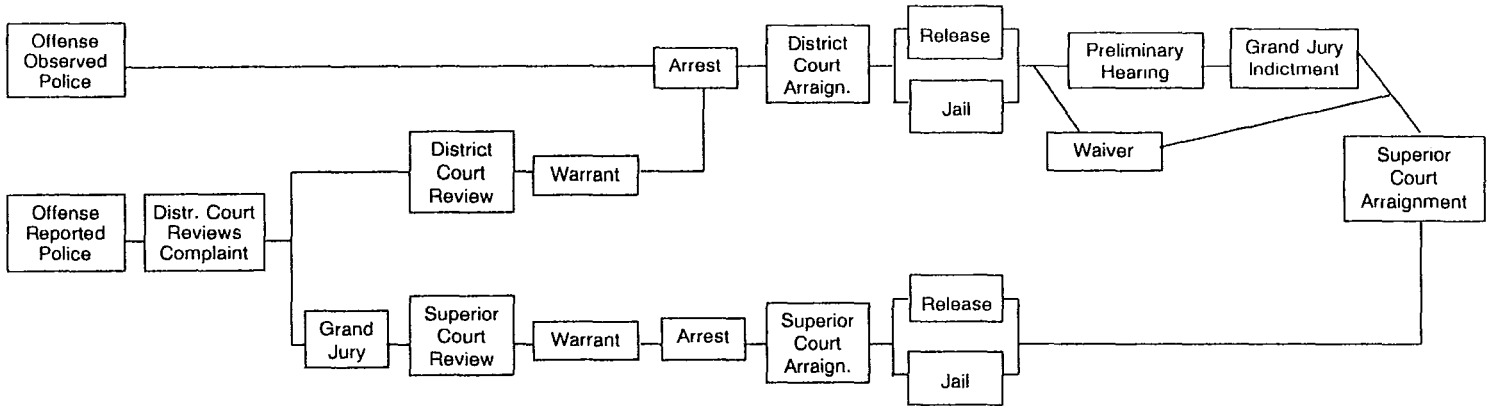 Offense
Observed
Police
Arrest
District
Court
Arraign.
Release
Jail
Preliminary
Hearing
Grand Jury
Indictment
Waiver
Superior
Court
Arraignment
District
Court
Review
Warrant
Offense
Reported
Police
Distr. Court
Reviews
Complaint
Grand
Jury
Superior
Court
Review
Warrant
Arrest
Superior
Court
Arraign.
Release
Jail